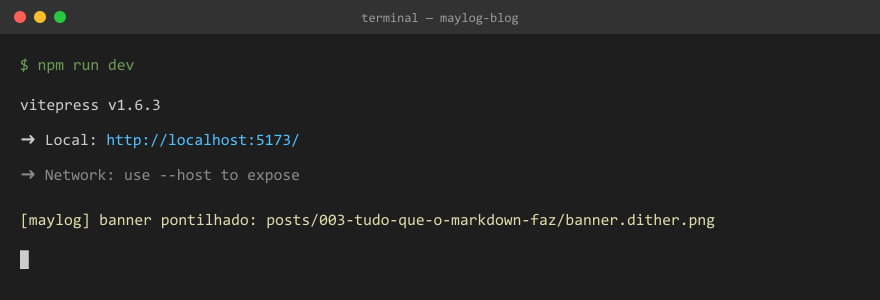 terminal — maylog-blog
$ npm run dev
vitepress v1.6.3
➜ Local: http://localhost:5173/
➜ Network: use --host to expose
[maylog] banner pontilhado: posts/003-tudo-que-o-markdown-faz/banner.dither.png